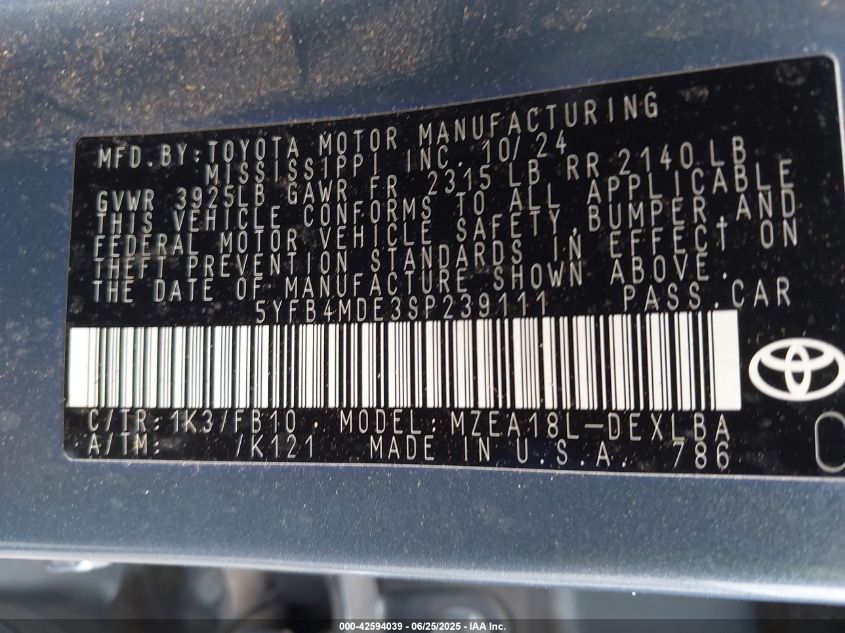 MFD. BY: TOYOTA MOTOR MANUFACTURING
MISSISSIPPI INC. 10/24
GVWR 3925LB GAWR FR 2315 LB RR 2140 LB
THIS VEHICLE CONFORMS TO ALL APPLICABLE
FEDERAL MOTOR VEHICLE SAFETY, BUMPER, AND
THEFT PREVENTION STANDARDS IN EFFECT ON
THE DATE OF MANUFACTURE SHOWN ABOVE.
5YFB4MDE3SP239111 PASS. CAR
C/TR: 1K3/FB10 MODEL: MZEA18L-DEXLBA
A/TM: /K121 MADE IN U.S.A. 786
000-42594039 - 06/25/2025 - IAA Inc.